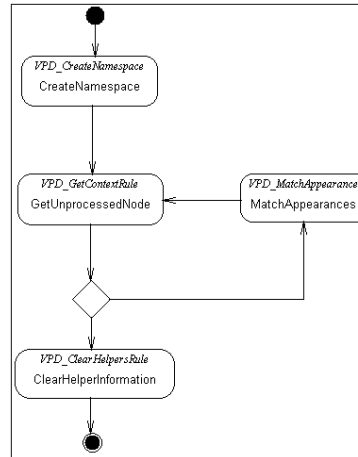 VPD_CreateNamespace
CreateNamespace
VPD_GetContextRule
GetUnprocessedNode
VPD_MatchAppearance
MatchAppearances
VPD_ClearHelpersRule
ClearHelperInformation